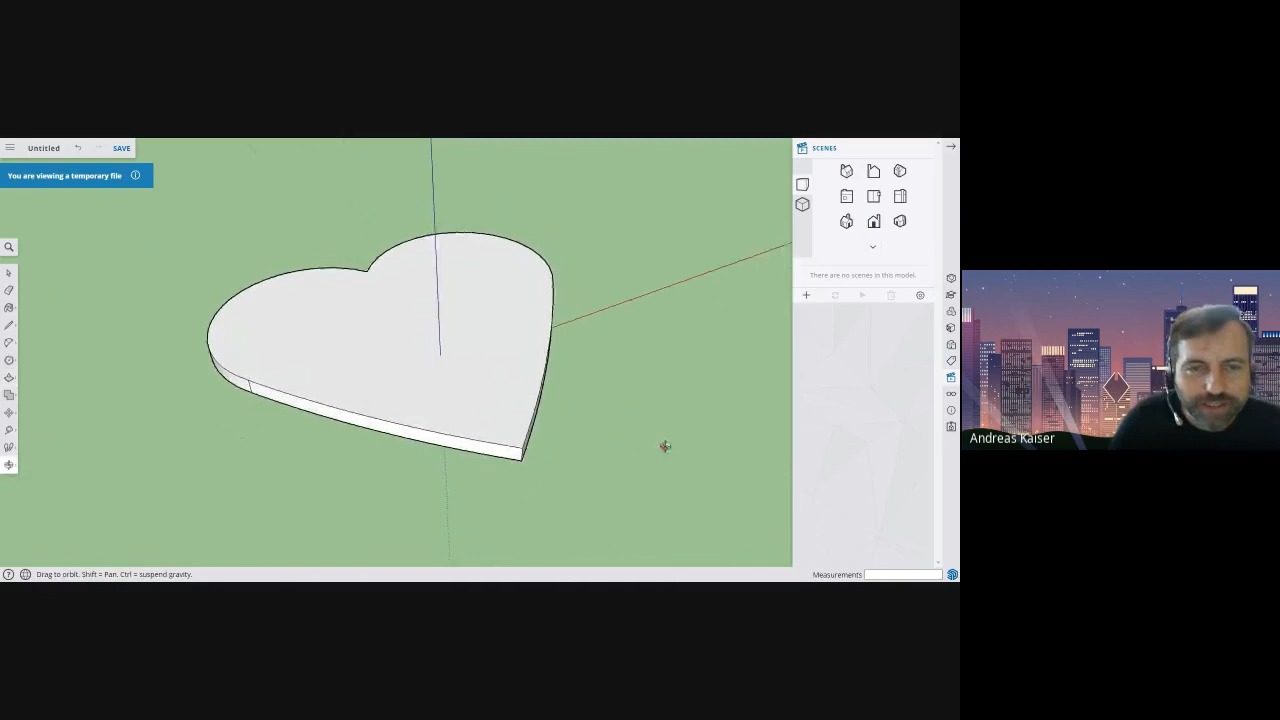 Untitled
SAVE
SCENES
You are viewing a temporary file
There are no scenes in this model.
Andreas Kaiser
Drag to orbit. Shift = Pan. Ctrl = suspend gravity.
Measurements